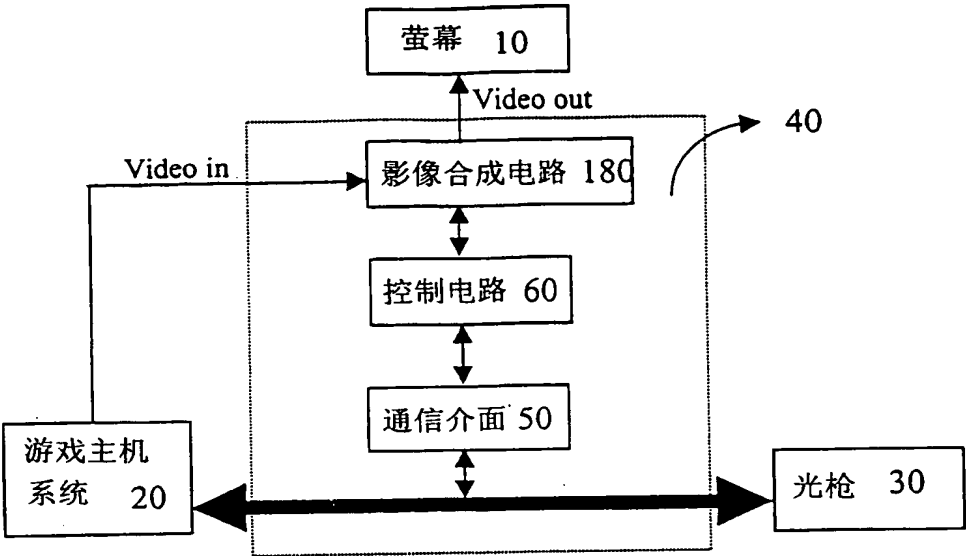 萤幕 10
Video out
40
Video in
影像合成电路 180
控制电路 60
通信介面 50
游戏主机
系统 20
光枪 30